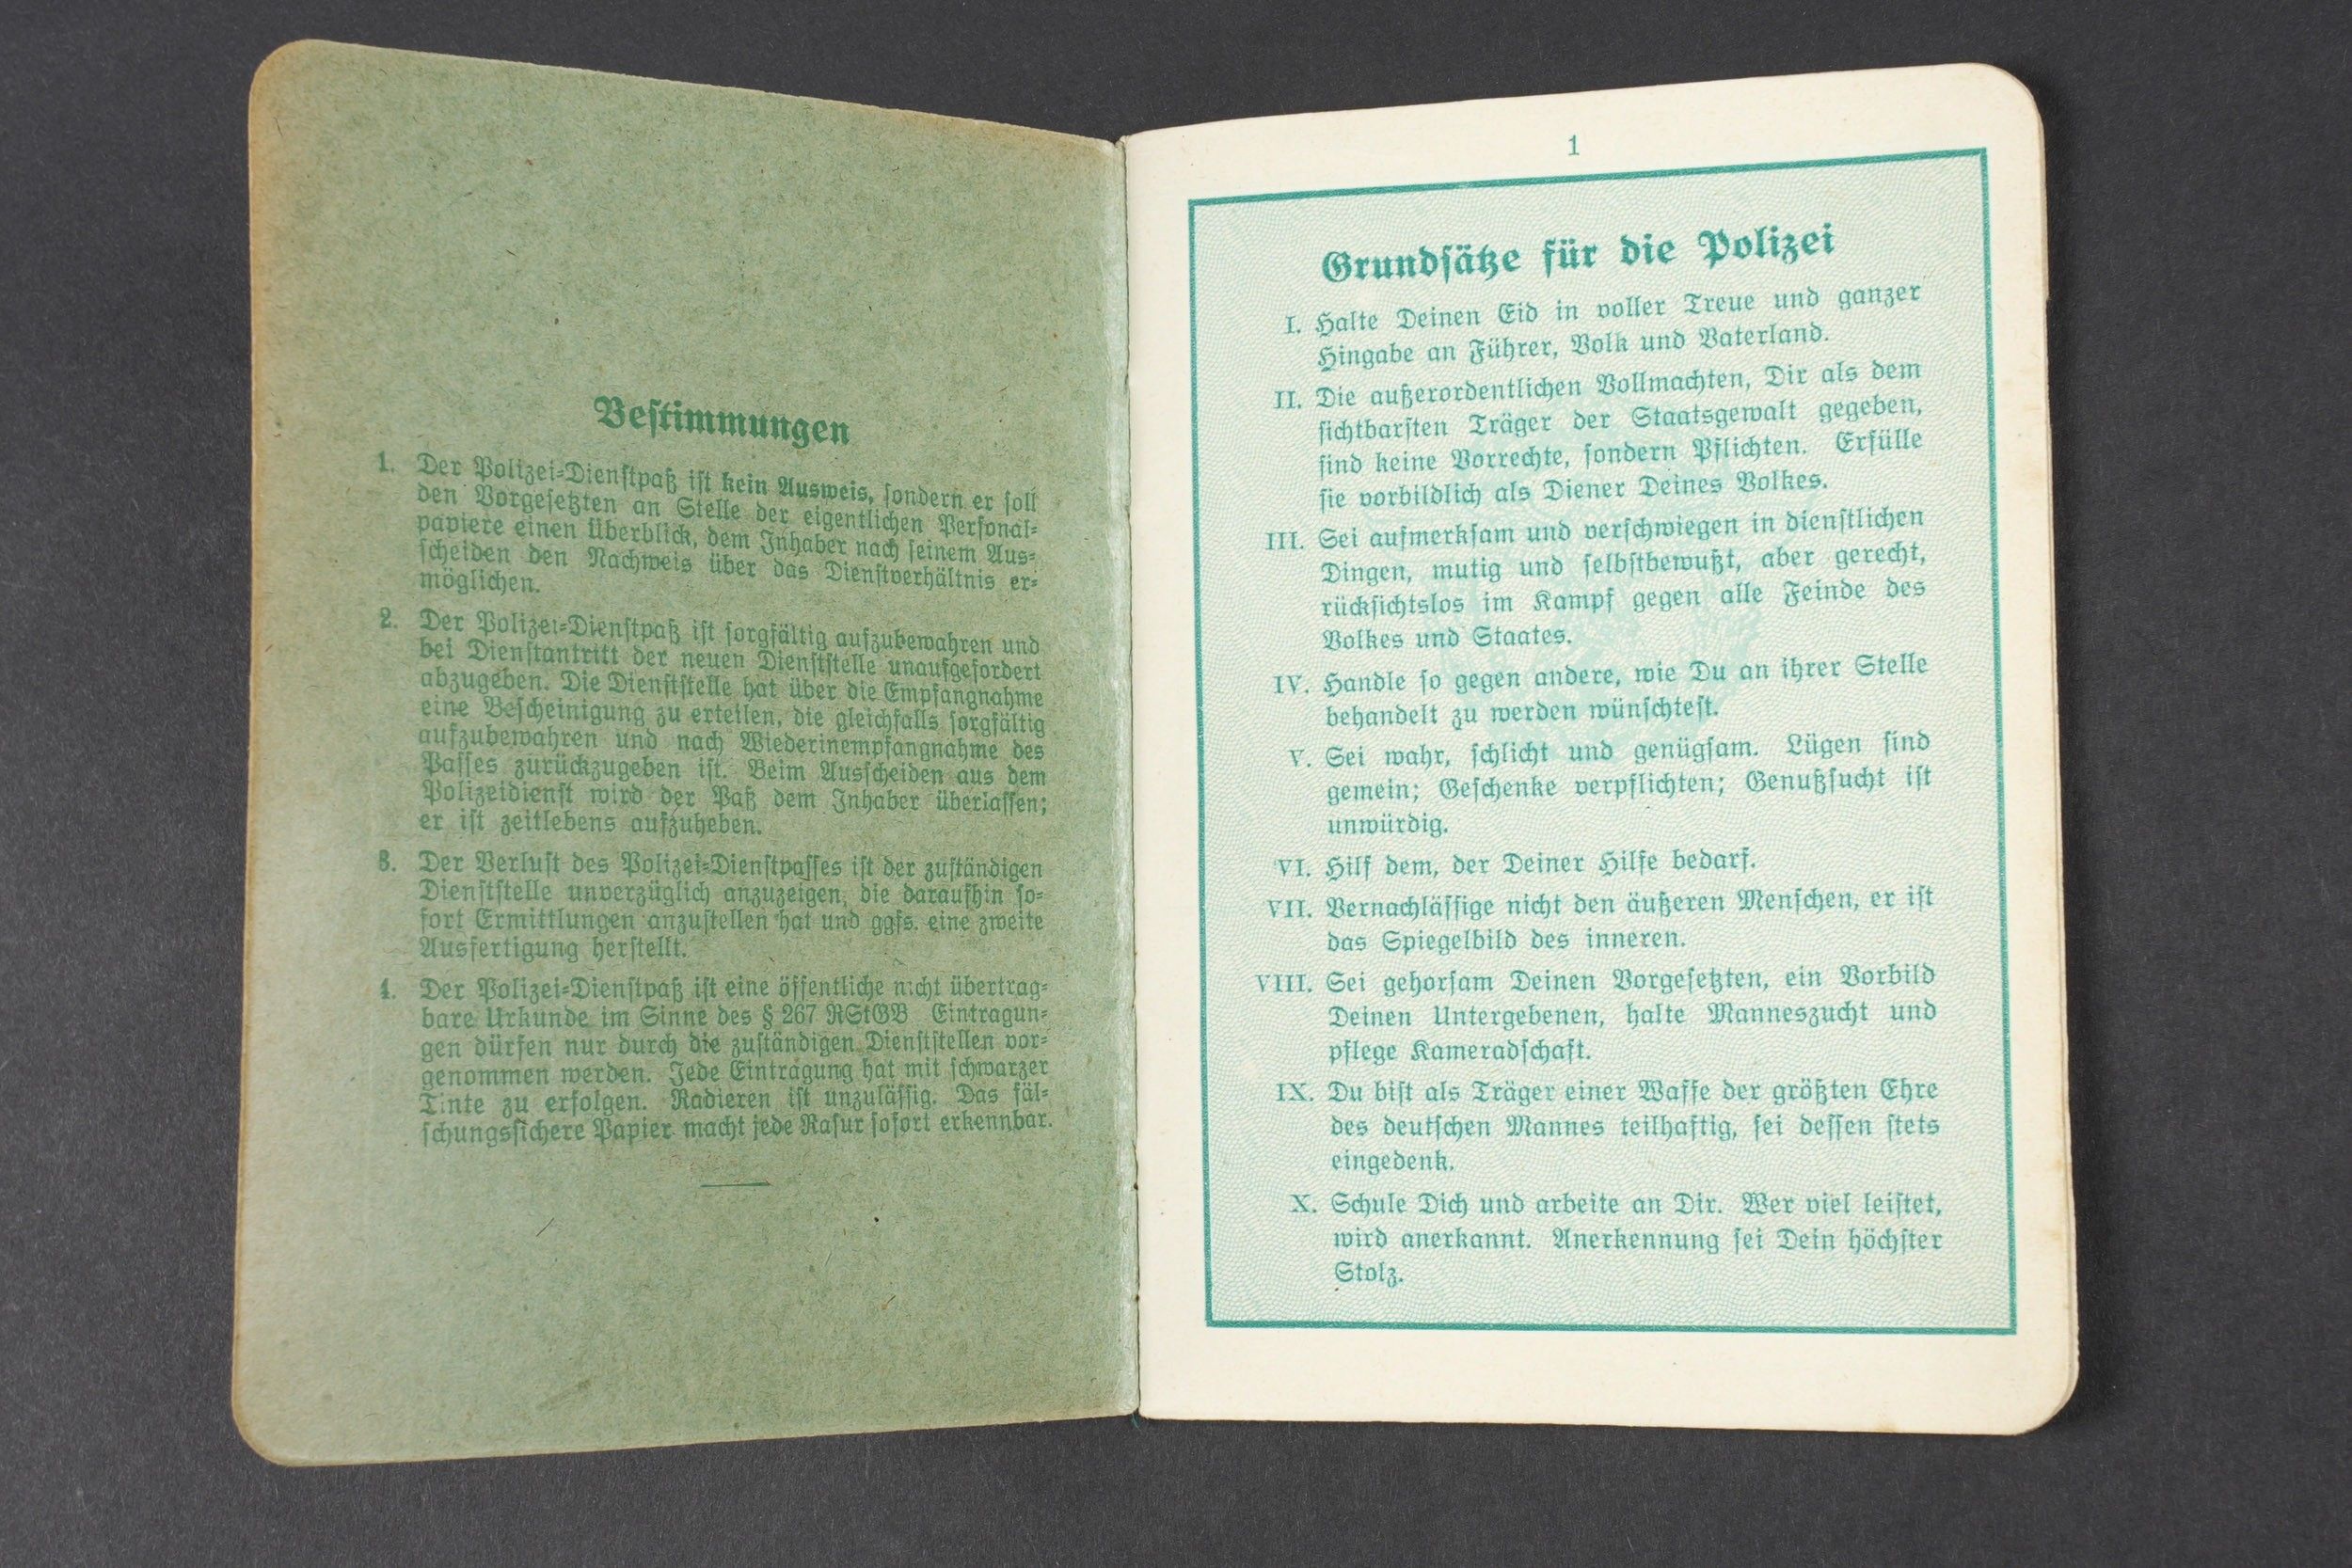 Bestimmungen
1. Der Polizei-Dienstpaß ist kein Ausweis, sondern er soll
den Vorgesetzten an Stelle der eigentlichen Personal-
papiere einen Überblick, dem Inhaber nach seinem Aus-
scheiden den Nachweis über das Dienstverhältnis er-
möglichen.
2. Der Polizei-Dienstpaß ist sorgfältig aufzubewahren und
bei Dienstantritt der neuen Dienststelle unaufgefordert
abzugeben. Die Dienststelle hat über die Empfangnahme
eine Bescheinigung zu erteilen, die gleichfalls sorgfältig
aufzubewahren und nach Wiederinempfangnahme des
Passes zurückzugeben ist. Beim Ausscheiden aus dem
Polizeidienst wird der Paß dem Inhaber überlassen;
er ist zeitlebens aufzuheben.
3. Der Verlust des Polizei-Dienstpasses ist der zuständigen
Dienststelle unverzüglich anzuzeigen, die daraufhin so-
fort Ermittlungen anzustellen hat und ggfs. eine zweite
Ausfertigung herstellt.
4. Der Polizei-Dienstpaß ist eine öffentliche nicht übertrag-
bare Urkunde im Sinne des § 267 RStGB Eintragun-
gen dürfen nur durch die zuständigen Dienststellen vor-
genommen werden. Jede Eintragung hat mit schwarzer
Tinte zu erfolgen. Radieren ist unzulässig. Das fäl-
schungssichere Papier macht jede Rasur sofort erkennbar.
1
Grundsätze für die Polizei
I. Halte Deinen Eid in voller Treue und ganzer
Hingabe an Führer, Volk und Vaterland.
II. Die außerordentlichen Vollmachten, Dir als dem
sichtbarsten Träger der Staatsgewalt gegeben,
sind keine Vorrechte, sondern Pflichten. Erfülle
sie vorbildlich als Diener Deines Volkes.
III. Sei aufmerksam und verschwiegen in dienstlichen
Dingen, mutig und selbstbewußt, aber gerecht,
rücksichtslos im Kampf gegen alle Feinde des
Volkes und Staates.
IV. Handle so gegen andere, wie Du an ihrer Stelle
behandelt zu werden wünschtest.
V. Sei wahr, schlicht und genügsam. Lügen sind
gemein; Geschenke verpflichten; Genußsucht ist
unwürdig.
VI. Hilf dem, der Deiner Hilfe bedarf.
VII. Vernachlässige nicht den äußeren Menschen, er ist
das Spiegelbild des inneren.
VIII. Sei gehorsam Deinen Vorgesetzten, ein Vorbild
Deinen Untergebenen, halte Manneszucht und
pflege Kameradschaft.
IX. Du bist als Träger einer Waffe der größten Ehre
des deutschen Mannes teilhaftig, sei dessen stets
eingedenk.
X. Schule Dich und arbeite an Dir. Wer viel leistet,
wird anerkannt. Anerkennung sei Dein höchster
Stolz.